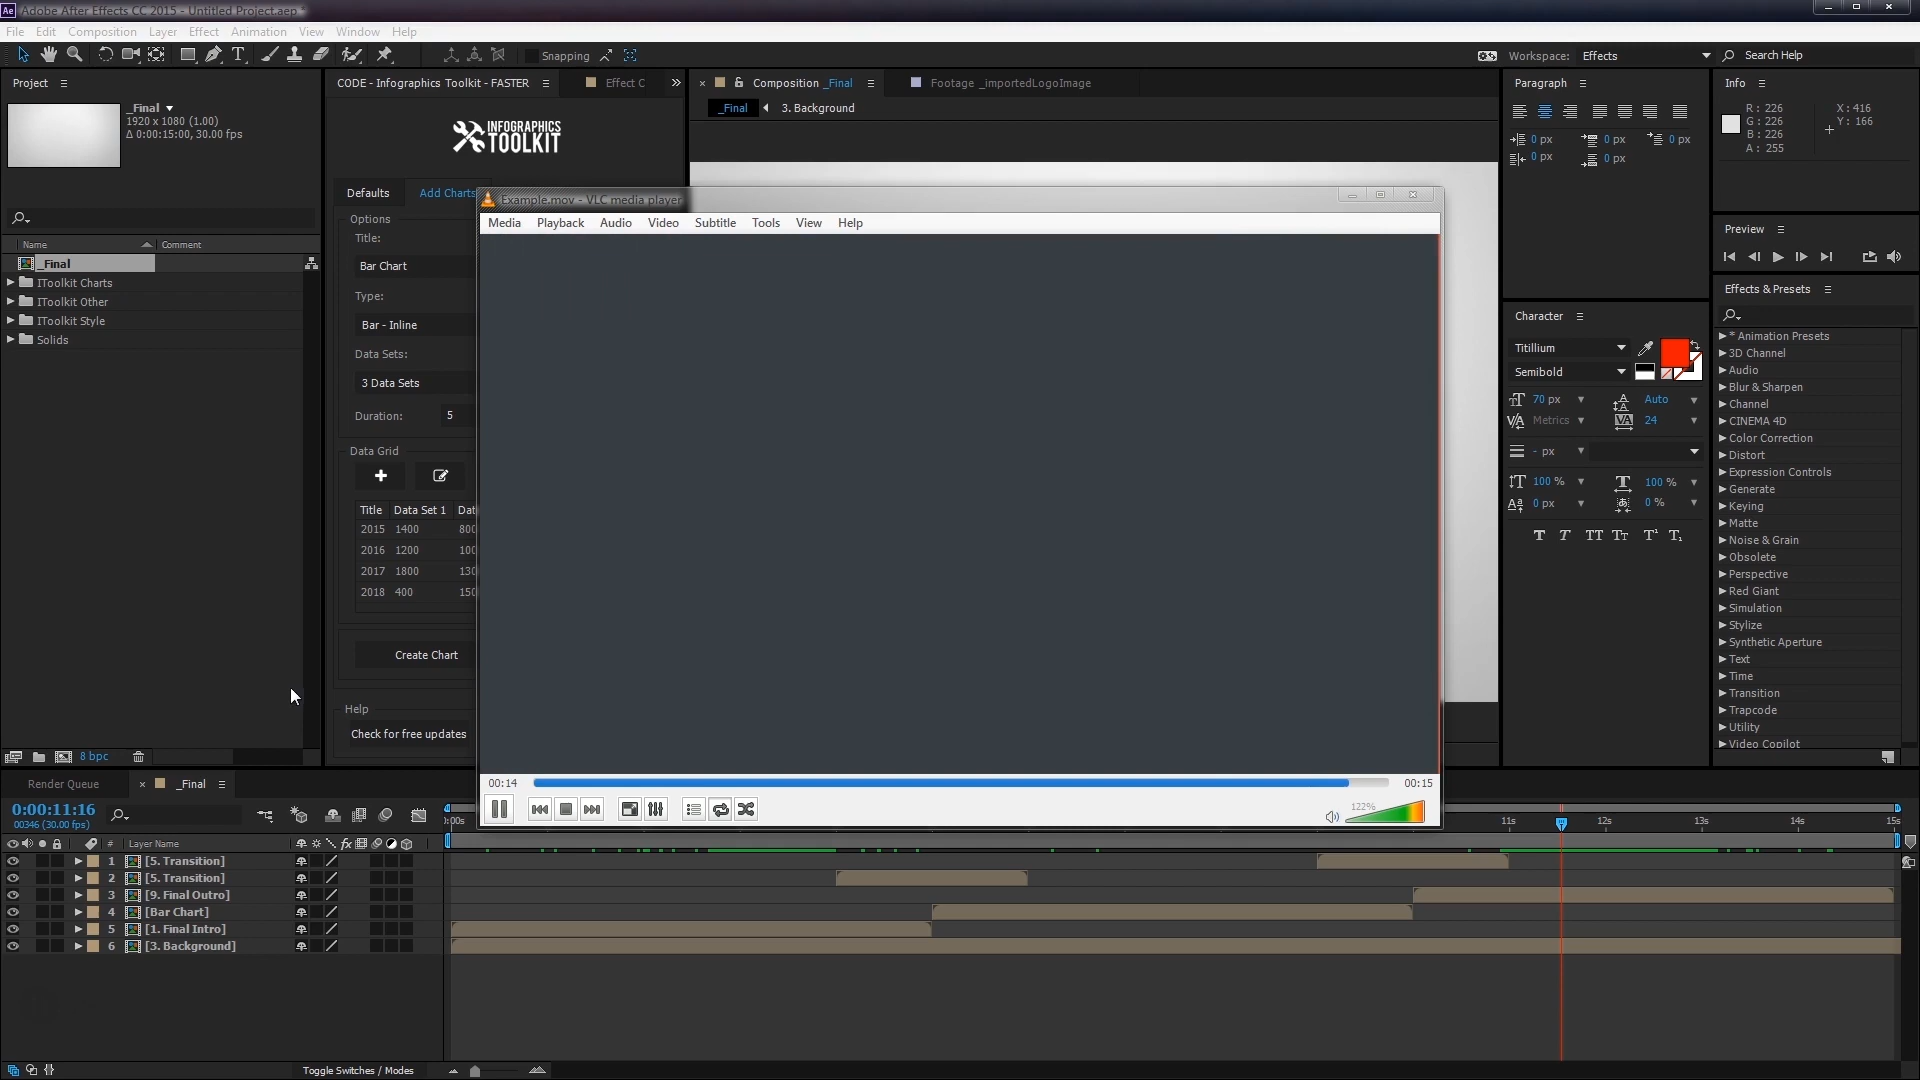 Adobe After Effects CC 2015 - Untitled Project.aep *
File Edit Composition Layer Effect Animation View Window Help
Snapping
Workspace: Effects
Search Help
Project
_Final
1920 x 1080 (1.00)
Δ 0:00:15:00, 30.00 fps
Name
Comment
_Final
IToolkit Charts
IToolkit Other
IToolkit Style
Solids
8 bpc
CODE - Infographics Toolkit - FASTER
Effect C
INFOGRAPHICS
TOOLKIT
Defaults
Add Charts
Options
Title:
Bar Chart
Type:
Bar - Inline
Data Sets:
3 Data Sets
Duration: 5
Data Grid
Title Data Set 1 Dat
2015 1400 800
2016 1200 100
2017 1800 130
2018 400 150
Create Chart
Help
Check for free updates
Composition _Final
Footage _importedLogoImage
_Final
3. Background
Example.mov - VLC media player
Media Playback Audio Video Subtitle Tools View Help
00:14
00:15
122%
Paragraph
0 px 0 px 0 px
0 px 0 px
Character
Titillium
Semibold
70 px Auto
Metrics 24
- px
100 % 100 %
0 px 0 %
T T TT Tt T¹ T₁
Info
R: 226
G: 226
B: 226
A: 255
X: 416
Y: 166
Preview
Effects & Presets
* Animation Presets
3D Channel
Audio
Blur & Sharpen
Channel
CINEMA 4D
Color Correction
Distort
Expression Controls
Generate
Keying
Matte
Noise & Grain
Obsolete
Perspective
Red Giant
Simulation
Stylize
Synthetic Aperture
Text
Time
Transition
Trapcode
Utility
Video Copilot
Render Queue
_Final
0:00:11:16
00346 (30.00 fps)
:00s 11s 12s 13s 14s 15s
# Layer Name
1 [5. Transition]
2 [5. Transition]
3 [9. Final Outro]
4 [Bar Chart]
5 [1. Final Intro]
6 [3. Background]
Toggle Switches / Modes